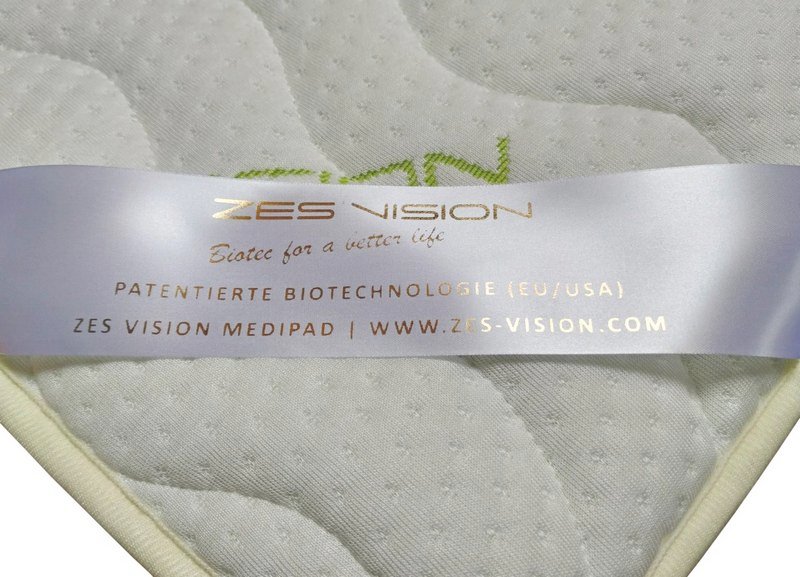 ZES VISION
Biotec for a better life
PATENTIERTE BIOTECHNOLOGIE (EU/USA)
ZES VISION MEDIPAD | WWW.ZES-VISION.COM